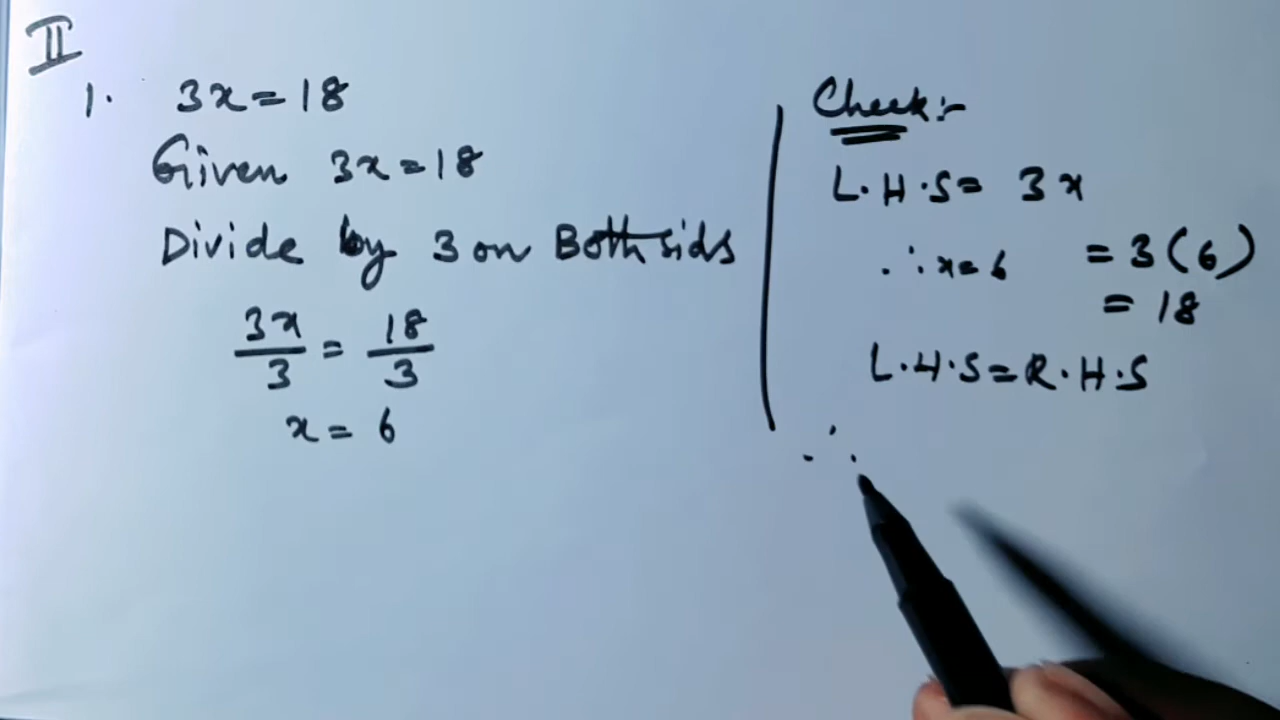 II
1. 3x=18
Given 3x=18
Divide by 3 on Both sids
3x/3 = 18/3
x= 6
Check:-
L.H.S= 3x
∴x=6 =3(6)
= 18
L.H.S=R.H.S
∴